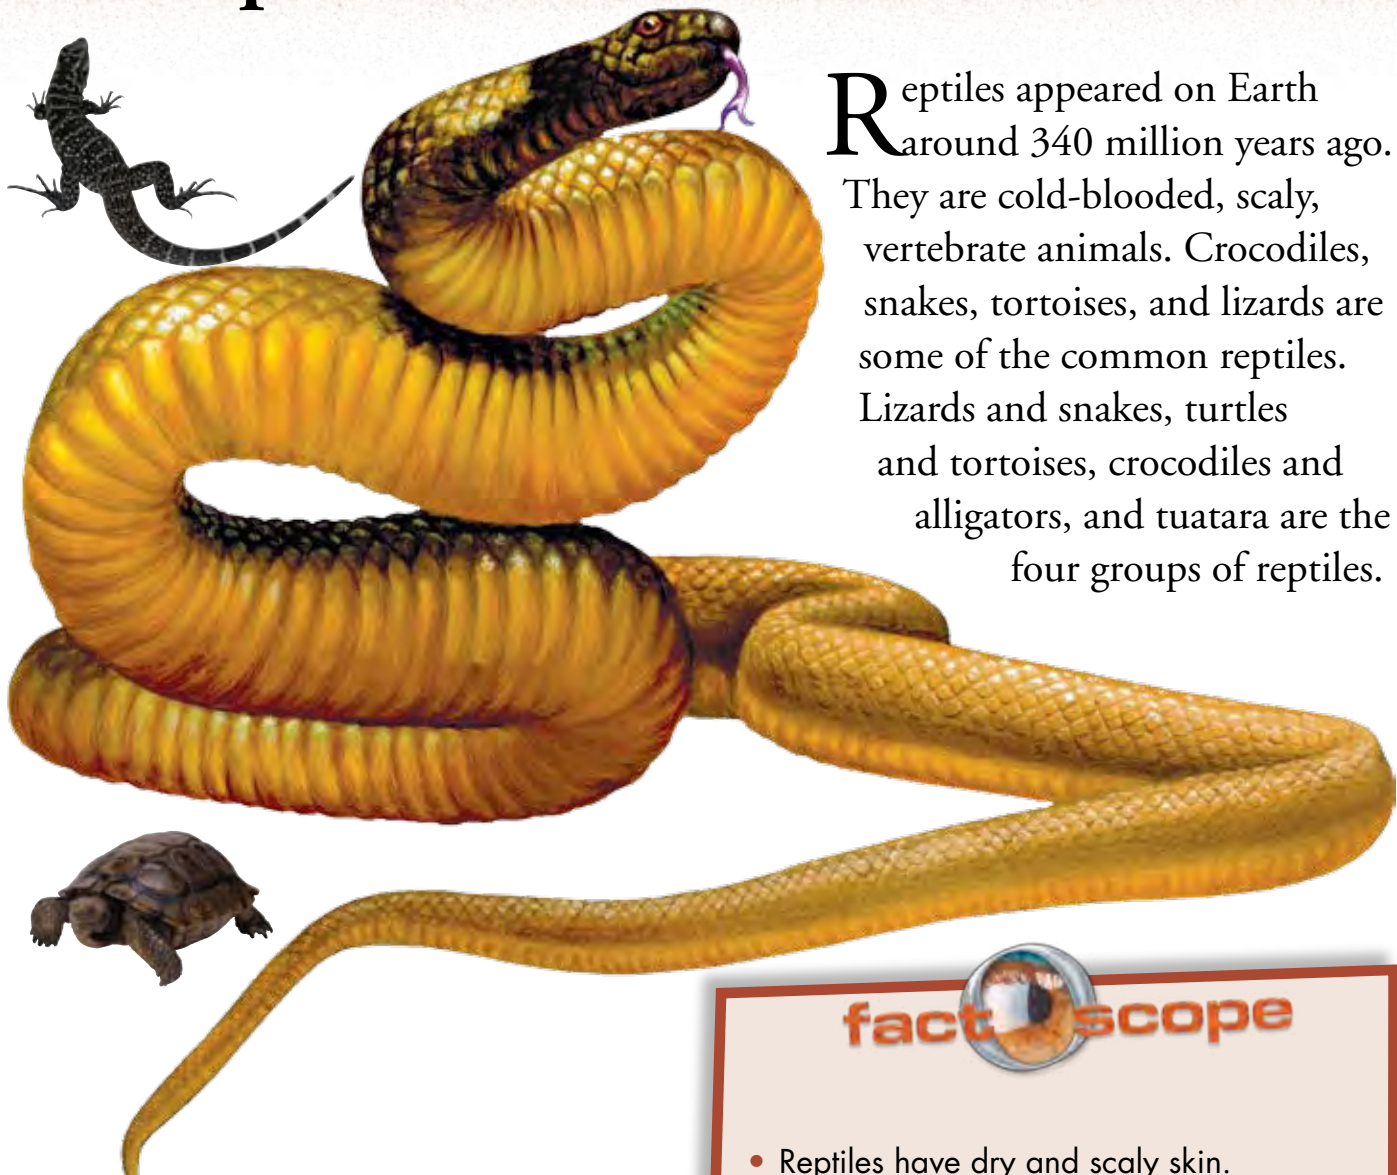 Reptiles appeared on Earth
around 340 million years ago.
They are cold-blooded, scaly,
vertebrate animals. Crocodiles,
snakes, tortoises, and lizards are
some of the common reptiles.
Lizards and snakes, turtles
and tortoises, crocodiles and
alligators, and tuatara are the
four groups of reptiles.
fact scope
• Reptiles have dry and scaly skin.